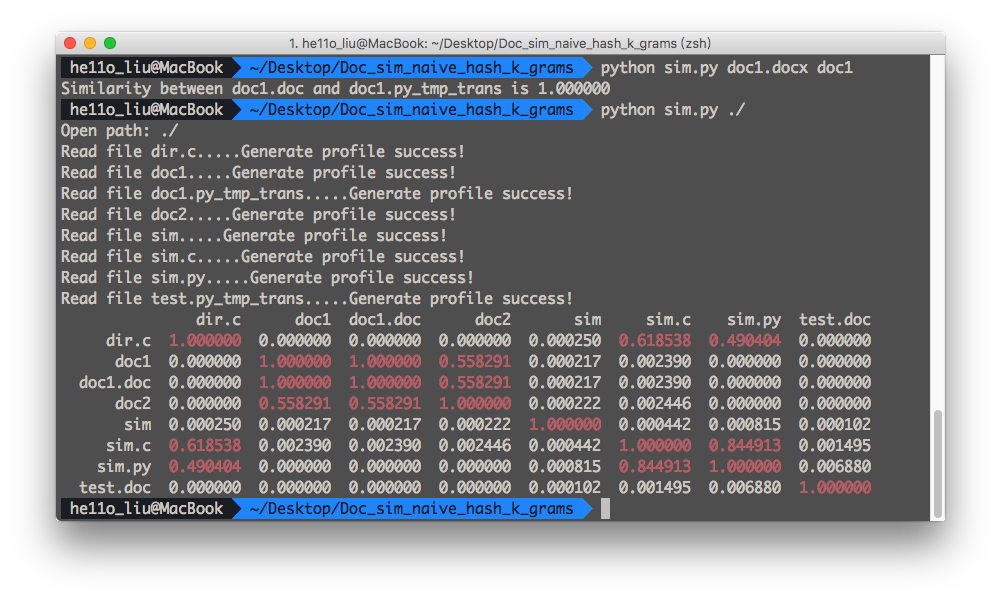 1. he11o_liu@MacBook: ~/Desktop/Doc_sim_naive_hash_k_grams (zsh)
he11o_liu@MacBook ~/Desktop/Doc_sim_naive_hash_k_grams python sim.py doc1.docx doc1
Similarity between doc1.doc and doc1.py_tmp_trans is 1.000000
he11o_liu@MacBook ~/Desktop/Doc_sim_naive_hash_k_grams python sim.py ./
Open path: ./
Read file dir.c.....Generate profile success!
Read file doc1.....Generate profile success!
Read file doc1.py_tmp_trans.....Generate profile success!
Read file doc2.....Generate profile success!
Read file sim.....Generate profile success!
Read file sim.c.....Generate profile success!
Read file sim.py.....Generate profile success!
Read file test.py_tmp_trans.....Generate profile success!
dir.c doc1 doc1.doc doc2 sim sim.c sim.py test.doc
dir.c 1.000000 0.000000 0.000000 0.000000 0.000250 0.618538 0.490404 0.000000
doc1 0.000000 1.000000 1.000000 0.558291 0.000217 0.002390 0.000000 0.000000
doc1.doc 0.000000 1.000000 1.000000 0.558291 0.000217 0.002390 0.000000 0.000000
doc2 0.000000 0.558291 0.558291 1.000000 0.000222 0.002446 0.000000 0.000000
sim 0.000250 0.000217 0.000217 0.000222 1.000000 0.000442 0.000815 0.000102
sim.c 0.618538 0.002390 0.002390 0.002446 0.000442 1.000000 0.844913 0.001495
sim.py 0.490404 0.000000 0.000000 0.000000 0.000815 0.844913 1.000000 0.006880
test.doc 0.000000 0.000000 0.000000 0.000000 0.000102 0.001495 0.006880 1.000000
he11o_liu@MacBook ~/Desktop/Doc_sim_naive_hash_k_grams